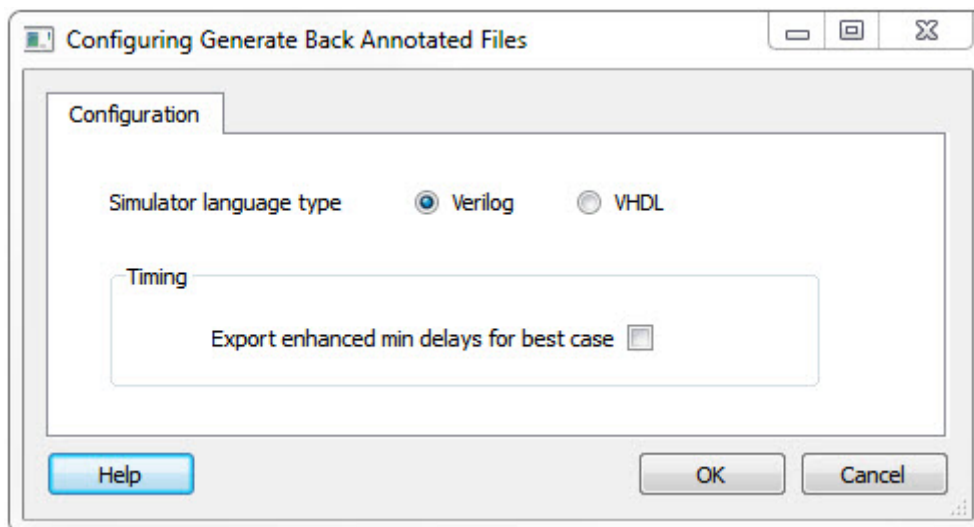 Configuring Generate Back Annotated Files
Configuration
Simulator language type Verilog VHDL
Timing
Export enhanced min delays for best case
Help OK Cancel